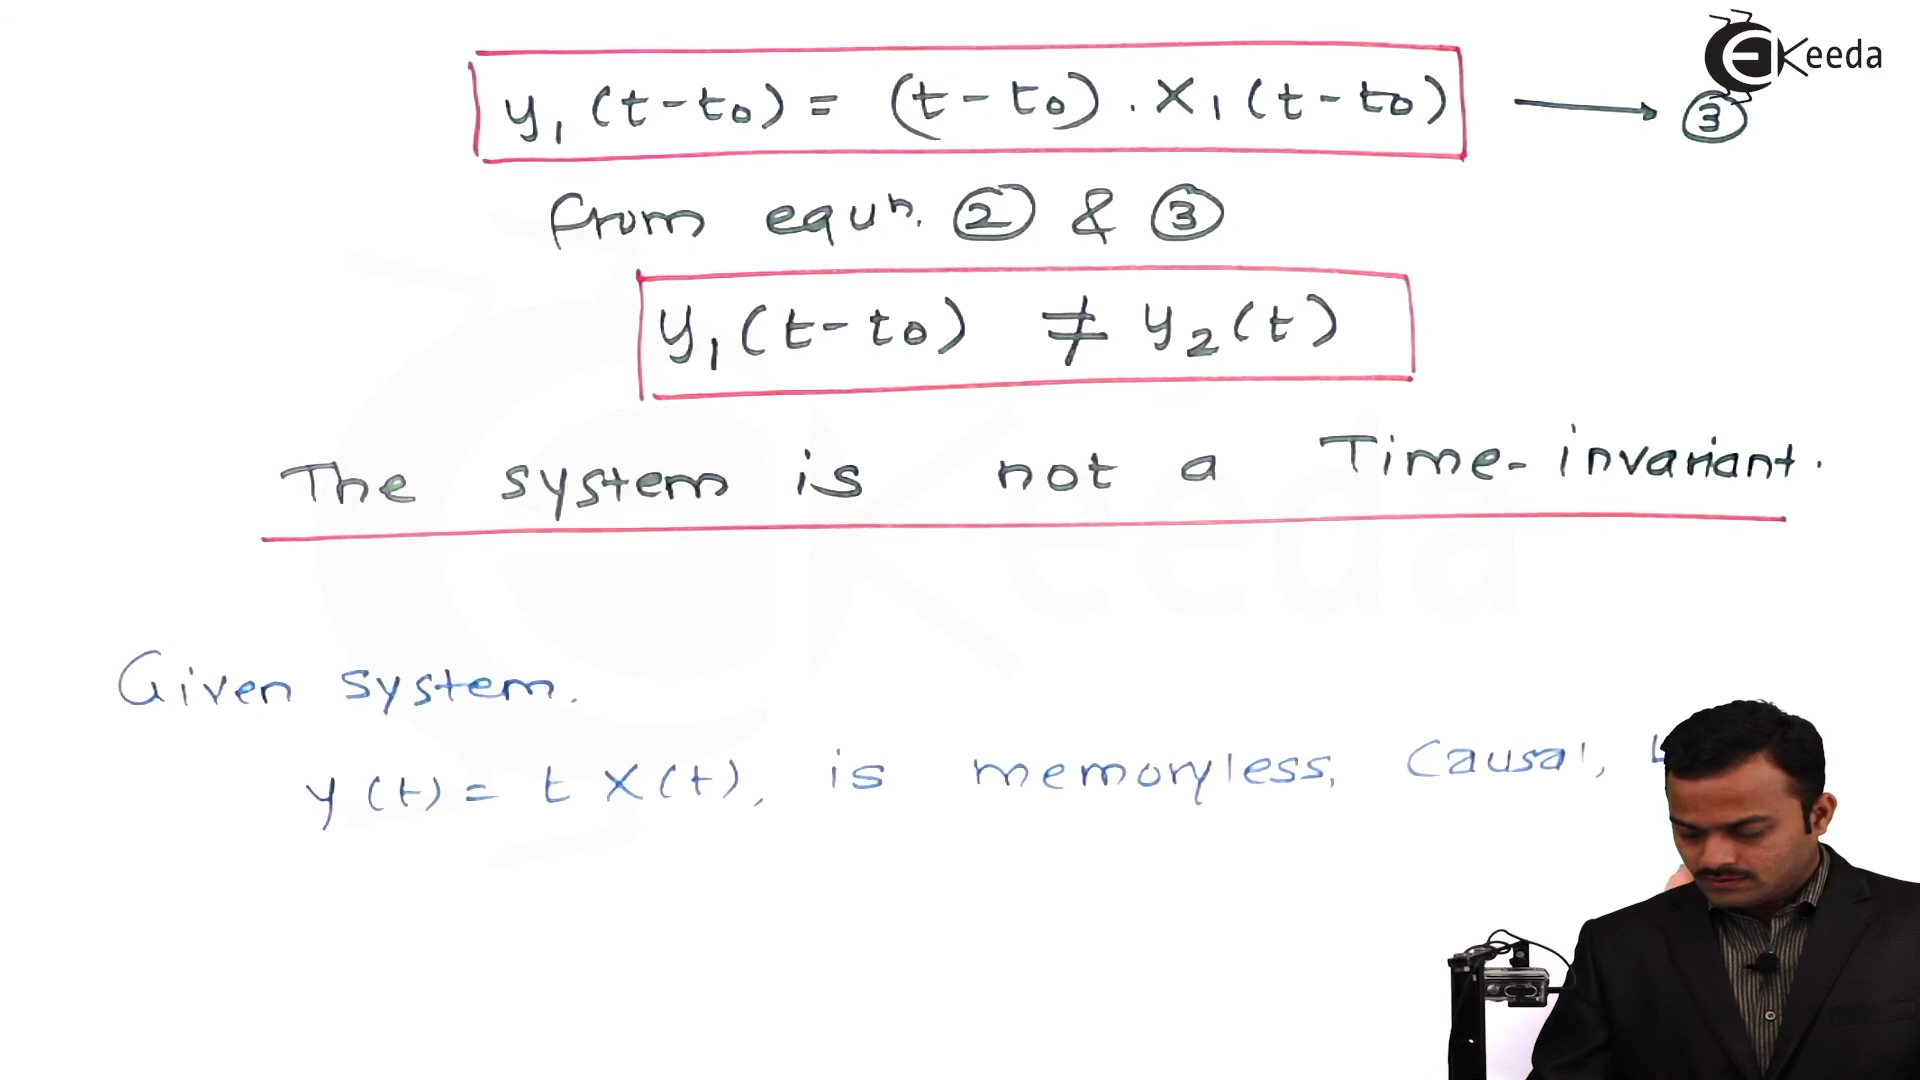 EKeeda
y₁(t-t₀) = (t-t₀) . x₁(t-t₀) → ③
from equⁿ. ② & ③
y₁(t-t₀) ≠ y₂(t)
The system is not a Time-invariant.
Given system.
y(t) = t x(t), is memoryless, Causal,